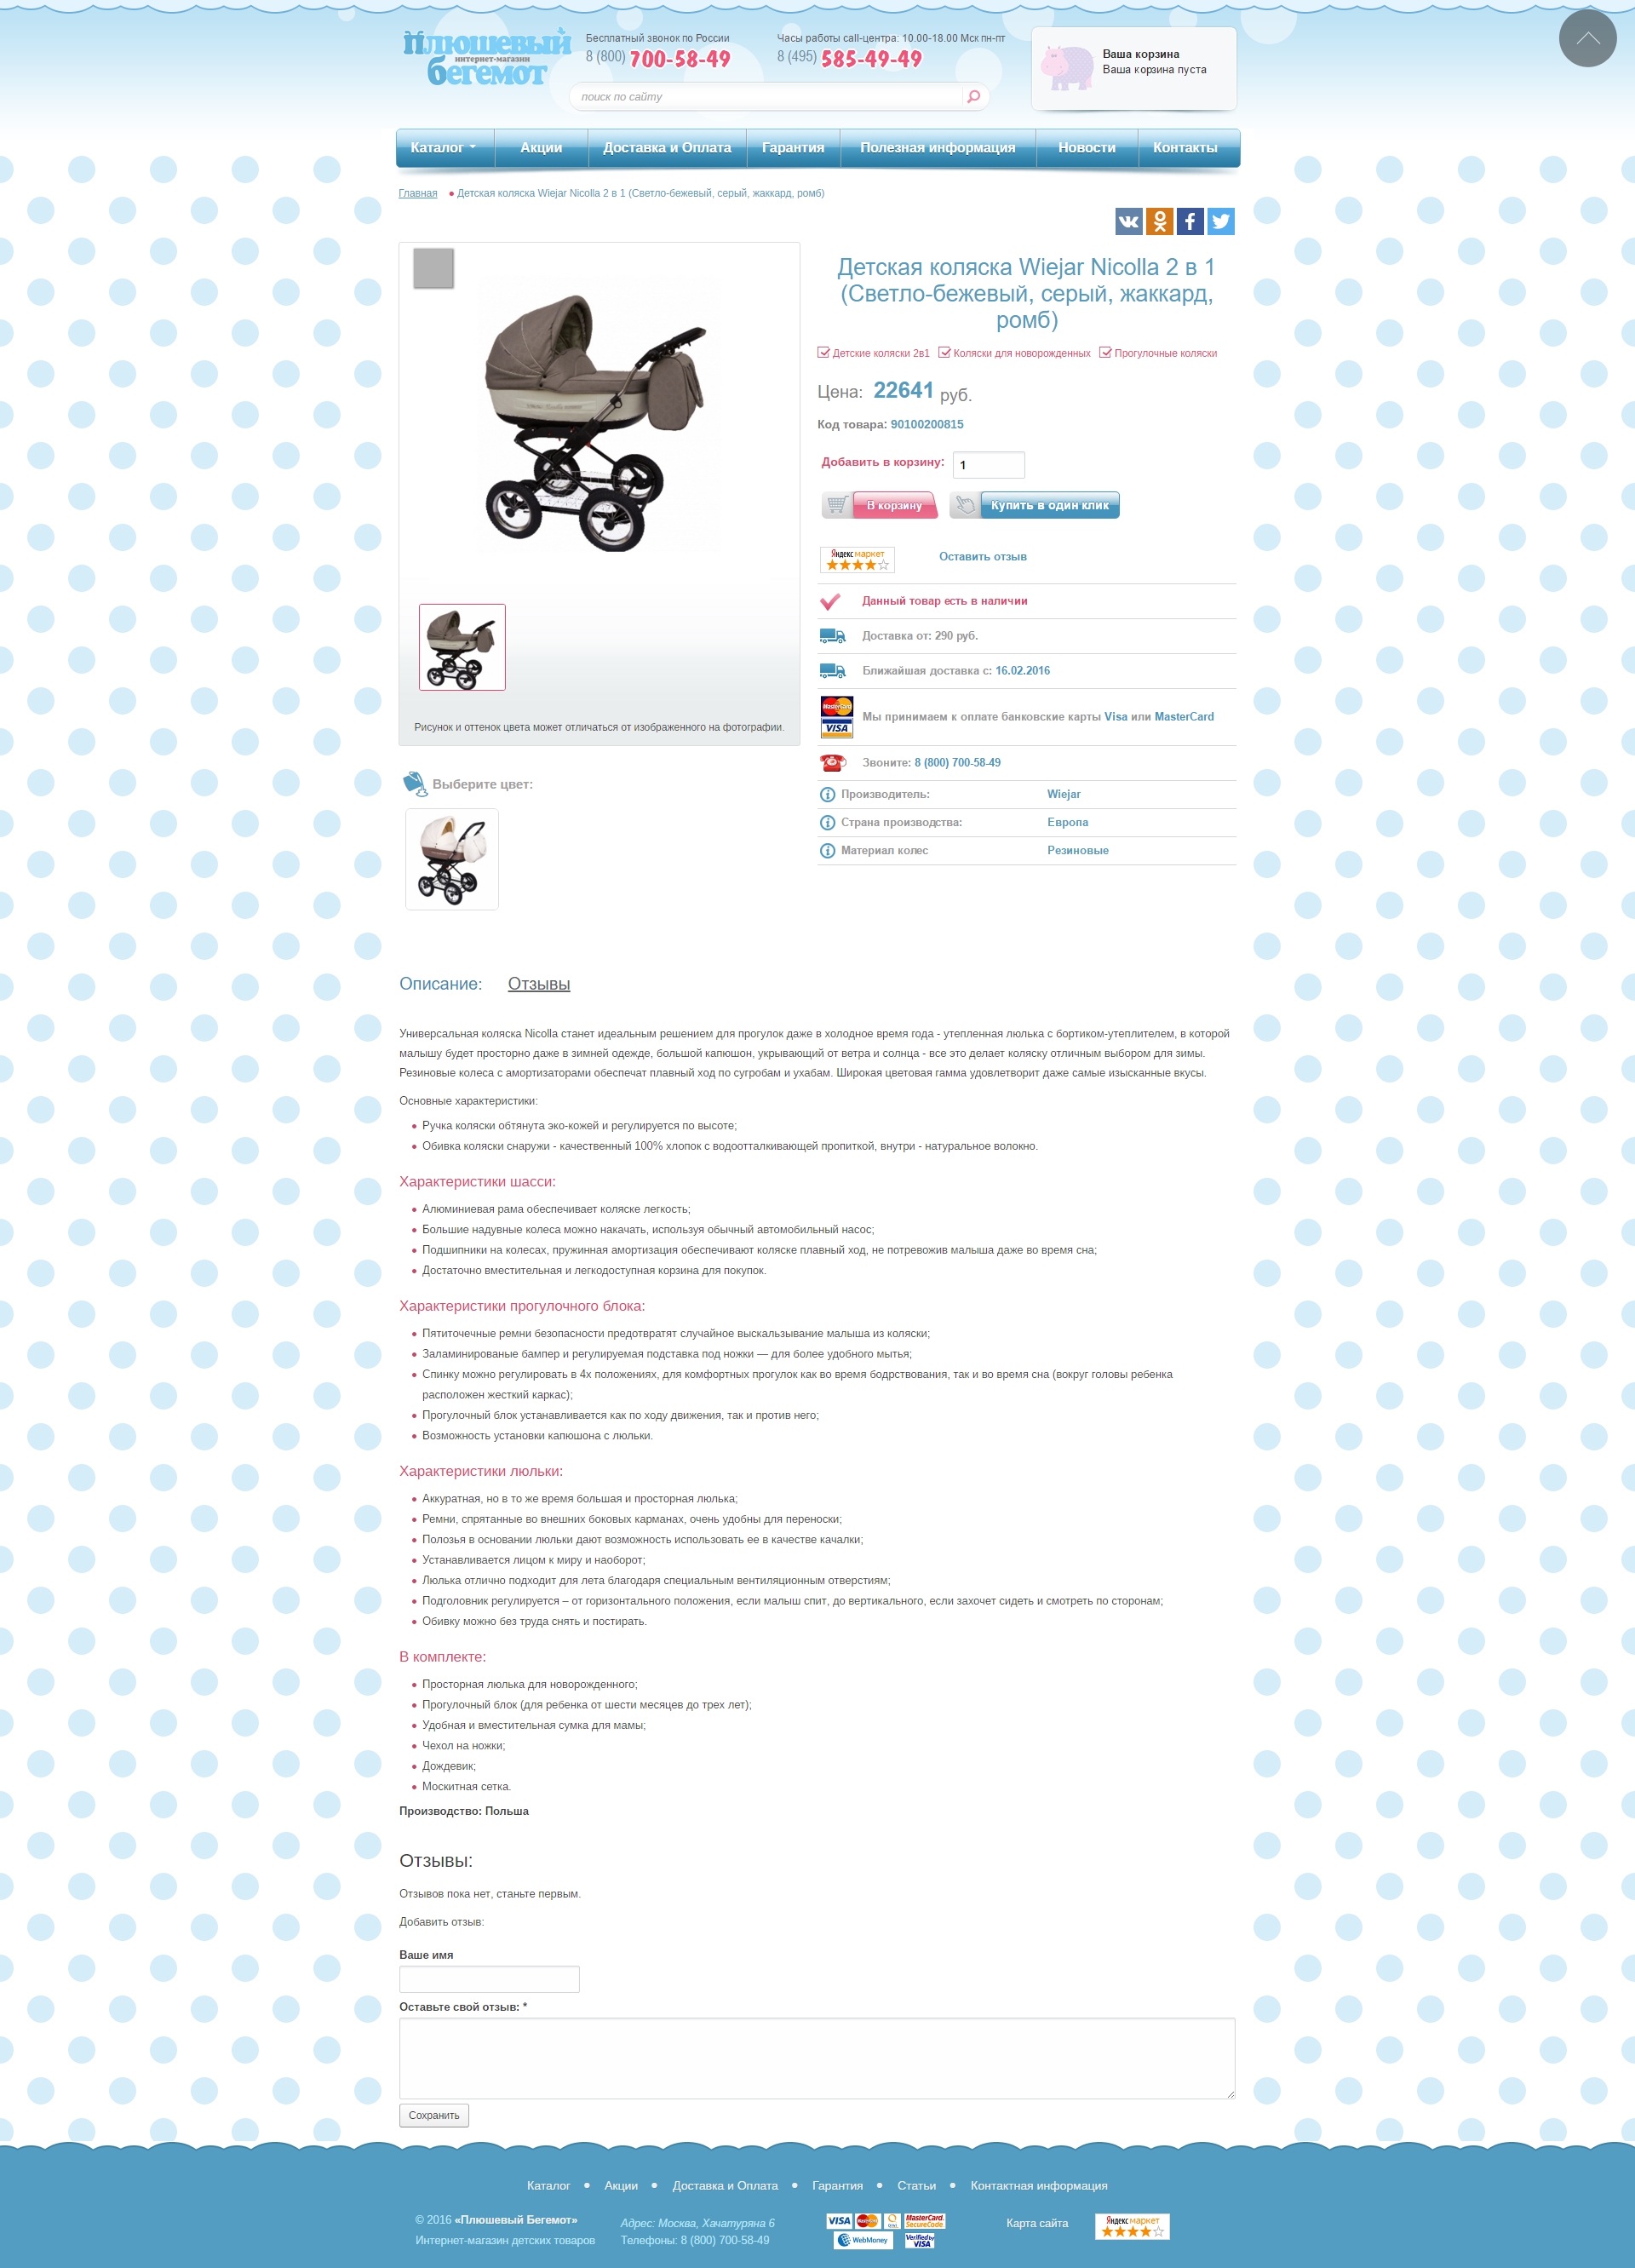 Плюшевый
интернет-магазин
бегемот
Бесплатный звонок по России
8 (800) 700-58-49
Часы работы call-центра: 10.00-18.00 Мск пн-пт
8 (495) 585-49-49
поиск по сайту
Ваша корзина
Ваша корзина пуста
Каталог Акции Доставка и Оплата Гарантия Полезная информация Новости Контакты
Главная Детская коляска Wiejar Nicolla 2 в 1 (Светло-бежевый, серый, жаккард, ромб)
Рисунок и оттенок цвета может отличаться от изображенного на фотографии.
Выберите цвет:
Детская коляска Wiejar Nicolla 2 в 1
(Светло-бежевый, серый, жаккард,
ромб)
Детские коляски 2в1 Коляски для новорожденных Прогулочные коляски
Цена: 22641 руб.
Код товара: 90100200815
Добавить в корзину: 1
В корзину Купить в один клик
Яндекс маркет
Оставить отзыв
Данный товар есть в наличии
Доставка от: 290 руб.
Ближайшая доставка с: 16.02.2016
MasterCard
VISA
Мы принимаем к оплате банковские карты Visa или MasterCard
Звоните: 8 (800) 700-58-49
Производитель: Wiejar
Страна производства: Европа
Материал колес Резиновые
Описание: Отзывы
Универсальная коляска Nicolla станет идеальным решением для прогулок даже в холодное время года - утепленная люлька с бортиком-утеплителем, в которой
малышу будет просторно даже в зимней одежде, большой капюшон, укрывающий от ветра и солнца - все это делает коляску отличным выбором для зимы.
Резиновые колеса с амортизаторами обеспечат плавный ход по сугробам и ухабам. Широкая цветовая гамма удовлетворит даже самые изысканные вкусы.
Основные характеристики:
Ручка коляски обтянута эко-кожей и регулируется по высоте;
Обивка коляски снаружи - качественный 100% хлопок с водоотталкивающей пропиткой, внутри - натуральное волокно.
Характеристики шасси:
Алюминиевая рама обеспечивает коляске легкость;
Большие надувные колеса можно накачать, используя обычный автомобильный насос;
Подшипники на колесах, пружинная амортизация обеспечивают коляске плавный ход, не потревожив малыша даже во время сна;
Достаточно вместительная и легкодоступная корзина для покупок.
Характеристики прогулочного блока:
Пятиточечные ремни безопасности предотвратят случайное выскальзывание малыша из коляски;
Заламинированые бампер и регулируемая подставка под ножки — для более удобного мытья;
Спинку можно регулировать в 4х положениях, для комфортных прогулок как во время бодрствования, так и во время сна (вокруг головы ребенка
расположен жесткий каркас);
Прогулочный блок устанавливается как по ходу движения, так и против него;
Возможность установки капюшона с люльки.
Характеристики люльки:
Аккуратная, но в то же время большая и просторная люлька;
Ремни, спрятанные во внешних боковых карманах, очень удобны для переноски;
Полозья в основании люльки дают возможность использовать ее в качестве качалки;
Устанавливается лицом к миру и наоборот;
Люлька отлично подходит для лета благодаря специальным вентиляционным отверстиям;
Подголовник регулируется – от горизонтального положения, если малыш спит, до вертикального, если захочет сидеть и смотреть по сторонам;
Обивку можно без труда снять и постирать.
В комплекте:
Просторная люлька для новорожденного;
Прогулочный блок (для ребенка от шести месяцев до трех лет);
Удобная и вместительная сумка для мамы;
Чехол на ножки;
Дождевик;
Москитная сетка.
Производство: Польша
Отзывы:
Отзывов пока нет, станьте первым.
Добавить отзыв:
Ваше имя
Оставьте свой отзыв: *
Сохранить
Каталог Акции Доставка и Оплата Гарантия Статьи Контактная информация
© 2016 «Плюшевый Бегемот»
Интернет-магазин детских товаров
Адрес: Москва, Хачатуряна 6
Телефоны: 8 (800) 700-58-49
VISA MasterCard MasterCard. SecureCode
WebMoney Verified by VISA
Карта сайта
Яндекс маркет